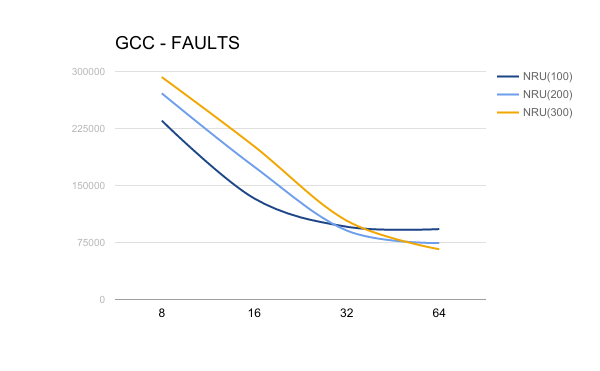 GCC - FAULTS
300000
225000
150000
75000
0
8 16 32 64
NRU(100)
NRU(200)
NRU(300)